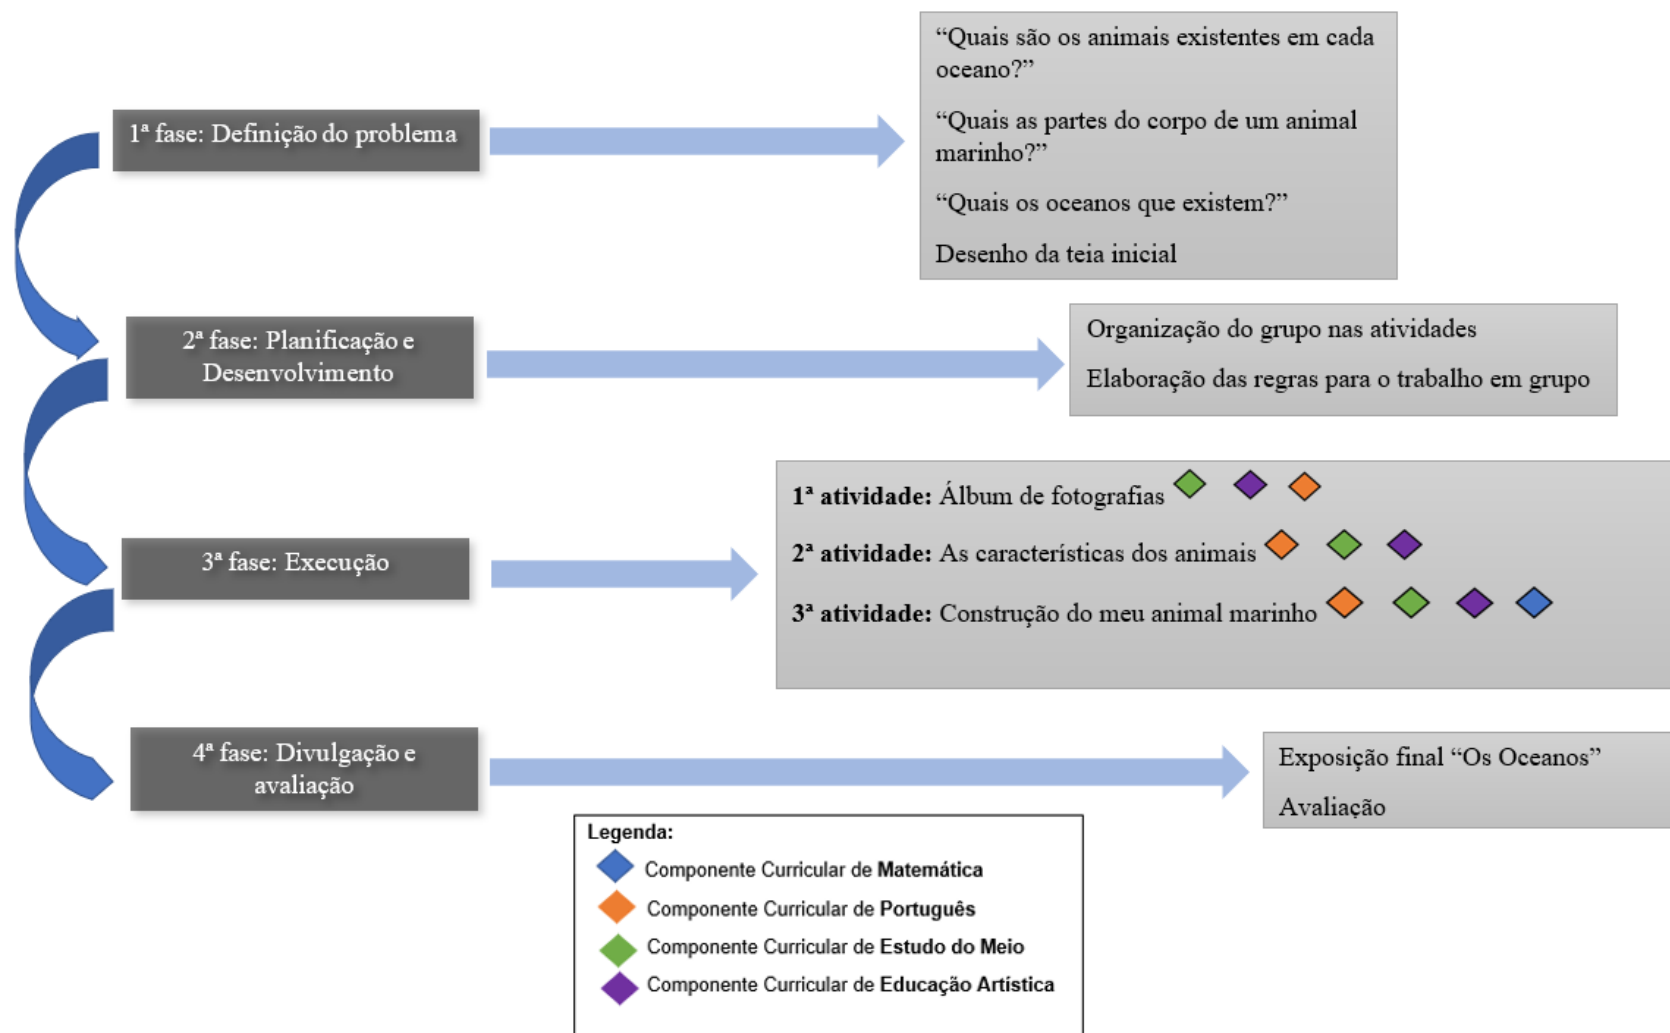 1ª fase: Definição do problema
“Quais são os animais existentes em cada
oceano?”
“Quais as partes do corpo de um animal
marinho?”
“Quais os oceanos que existem?”
Desenho da teia inicial
2ª fase: Planificação e
Desenvolvimento
Organização do grupo nas atividades
Elaboração das regras para o trabalho em grupo
3ª fase: Execução
1ª atividade: Álbum de fotografias
2ª atividade: As características dos animais
3ª atividade: Construção do meu animal marinho
4ª fase: Divulgação e
avaliação
Exposição final “Os Oceanos”
Avaliação
Legenda:
Componente Curricular de Matemática
Componente Curricular de Português
Componente Curricular de Estudo do Meio
Componente Curricular de Educação Artística